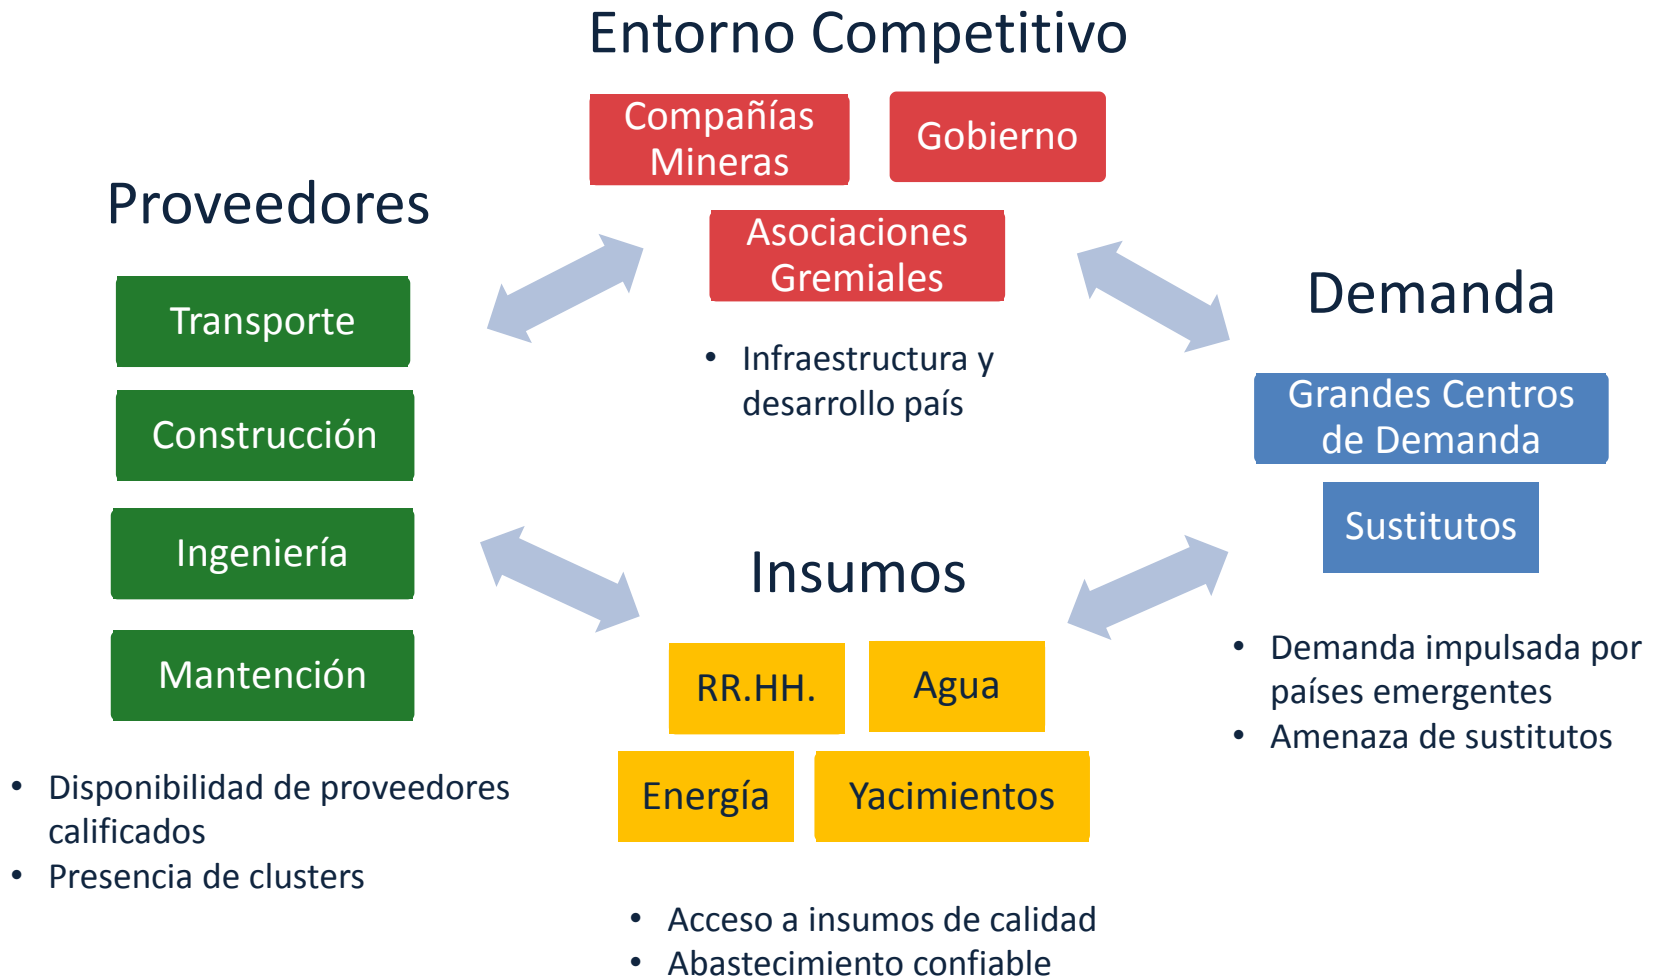 Entorno Competitivo
Compañías
Mineras
Gobierno
Asociaciones
Gremiales
• Infraestructura y
desarrollo país
Proveedores
Transporte
Construcción
Ingeniería
Mantención
• Disponibilidad de proveedores
calificados
• Presencia de clusters
Insumos
RR.HH.
Agua
Energía
Yacimientos
• Acceso a insumos de calidad
• Abastecimiento confiable
Demanda
Grandes Centros
de Demanda
Sustitutos
• Demanda impulsada por
países emergentes
• Amenaza de sustitutos